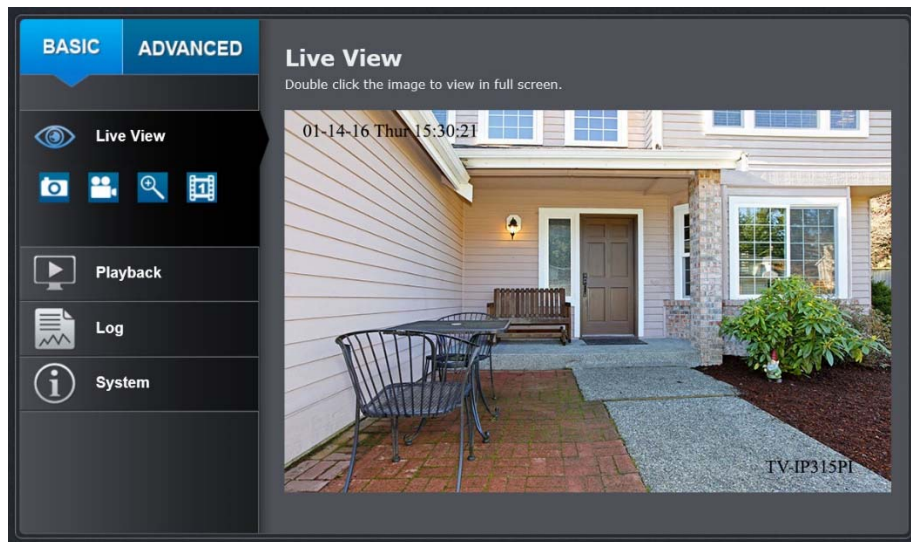 BASIC
ADVANCED
Live View
Double click the image to view in full screen.
Live View
1
Playback
Log
i
System
01-14-16 Thur 15:30:21
TV-IP315PI